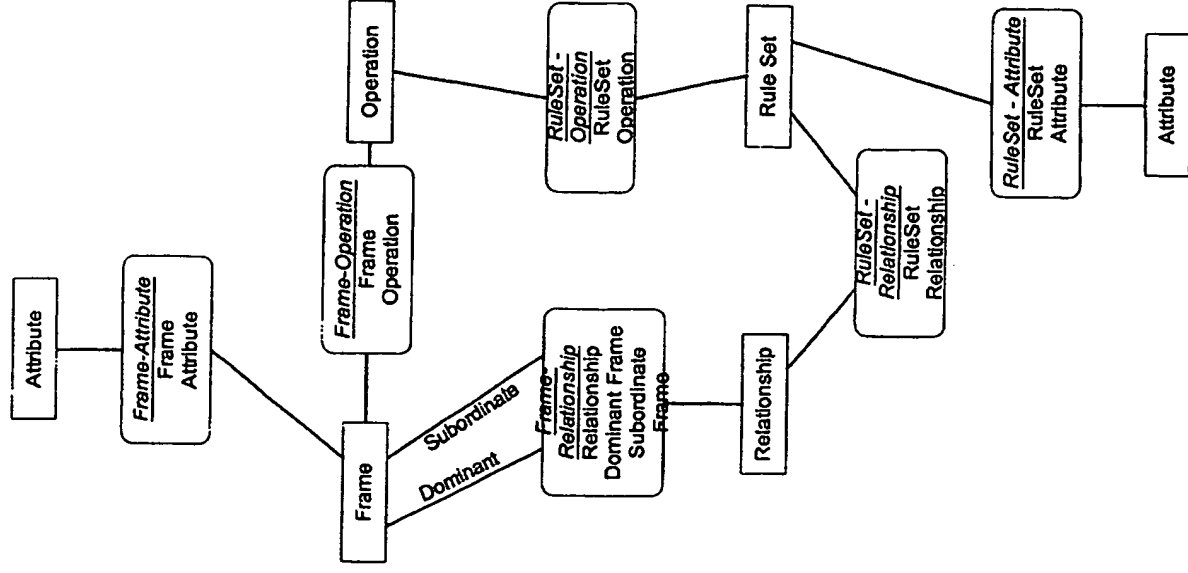 Attribute
Frame-Attribute
Frame
Attribute
Frame
Frame-Operation
Frame
Operation
Operation
Dominant
Subordinate
Frame-
Relationship
Relationship
Dominant Frame
Subordinate
Frame
RuleSet -
Operation
RuleSet
Operation
Relationship
Rule Set
RuleSet -
Relationship
RuleSet
Relationship
RuleSet - Attribute
RuleSet
Attribute
Attribute